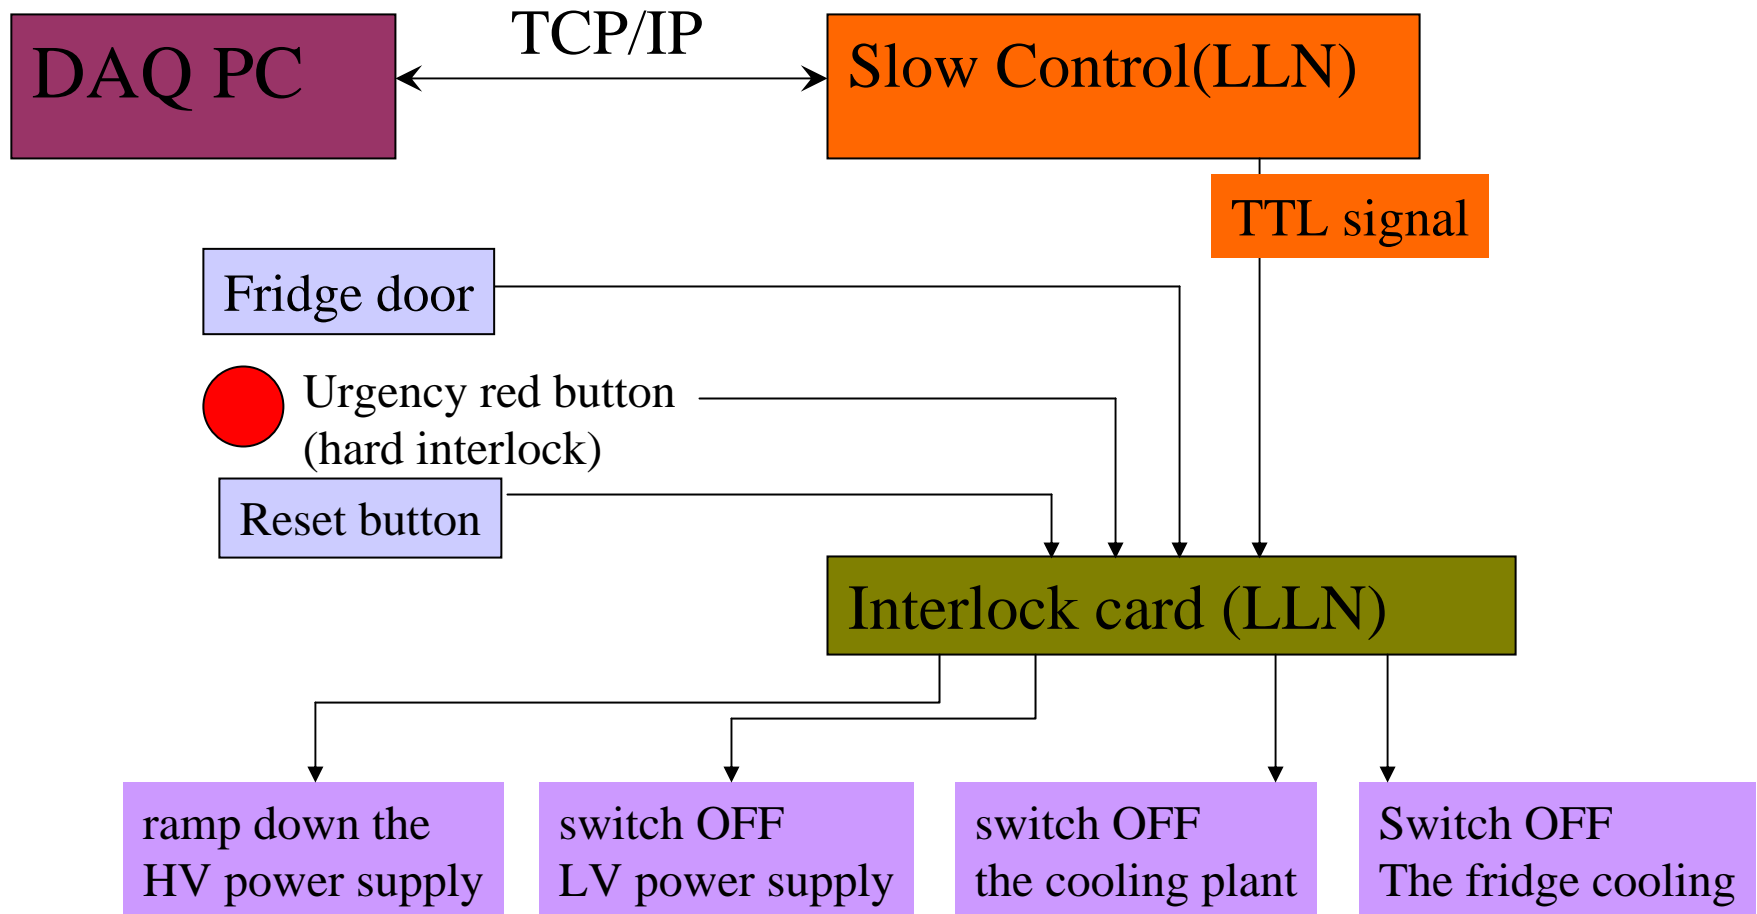 DAQ PC
TCP/IP
Slow Control(LLN)
TTL signal
Fridge door
Urgency red button
(hard interlock)
Reset button
Interlock card (LLN)
ramp down the
HV power supply
switch OFF
LV power supply
switch OFF
the cooling plant
Switch OFF
The fridge cooling